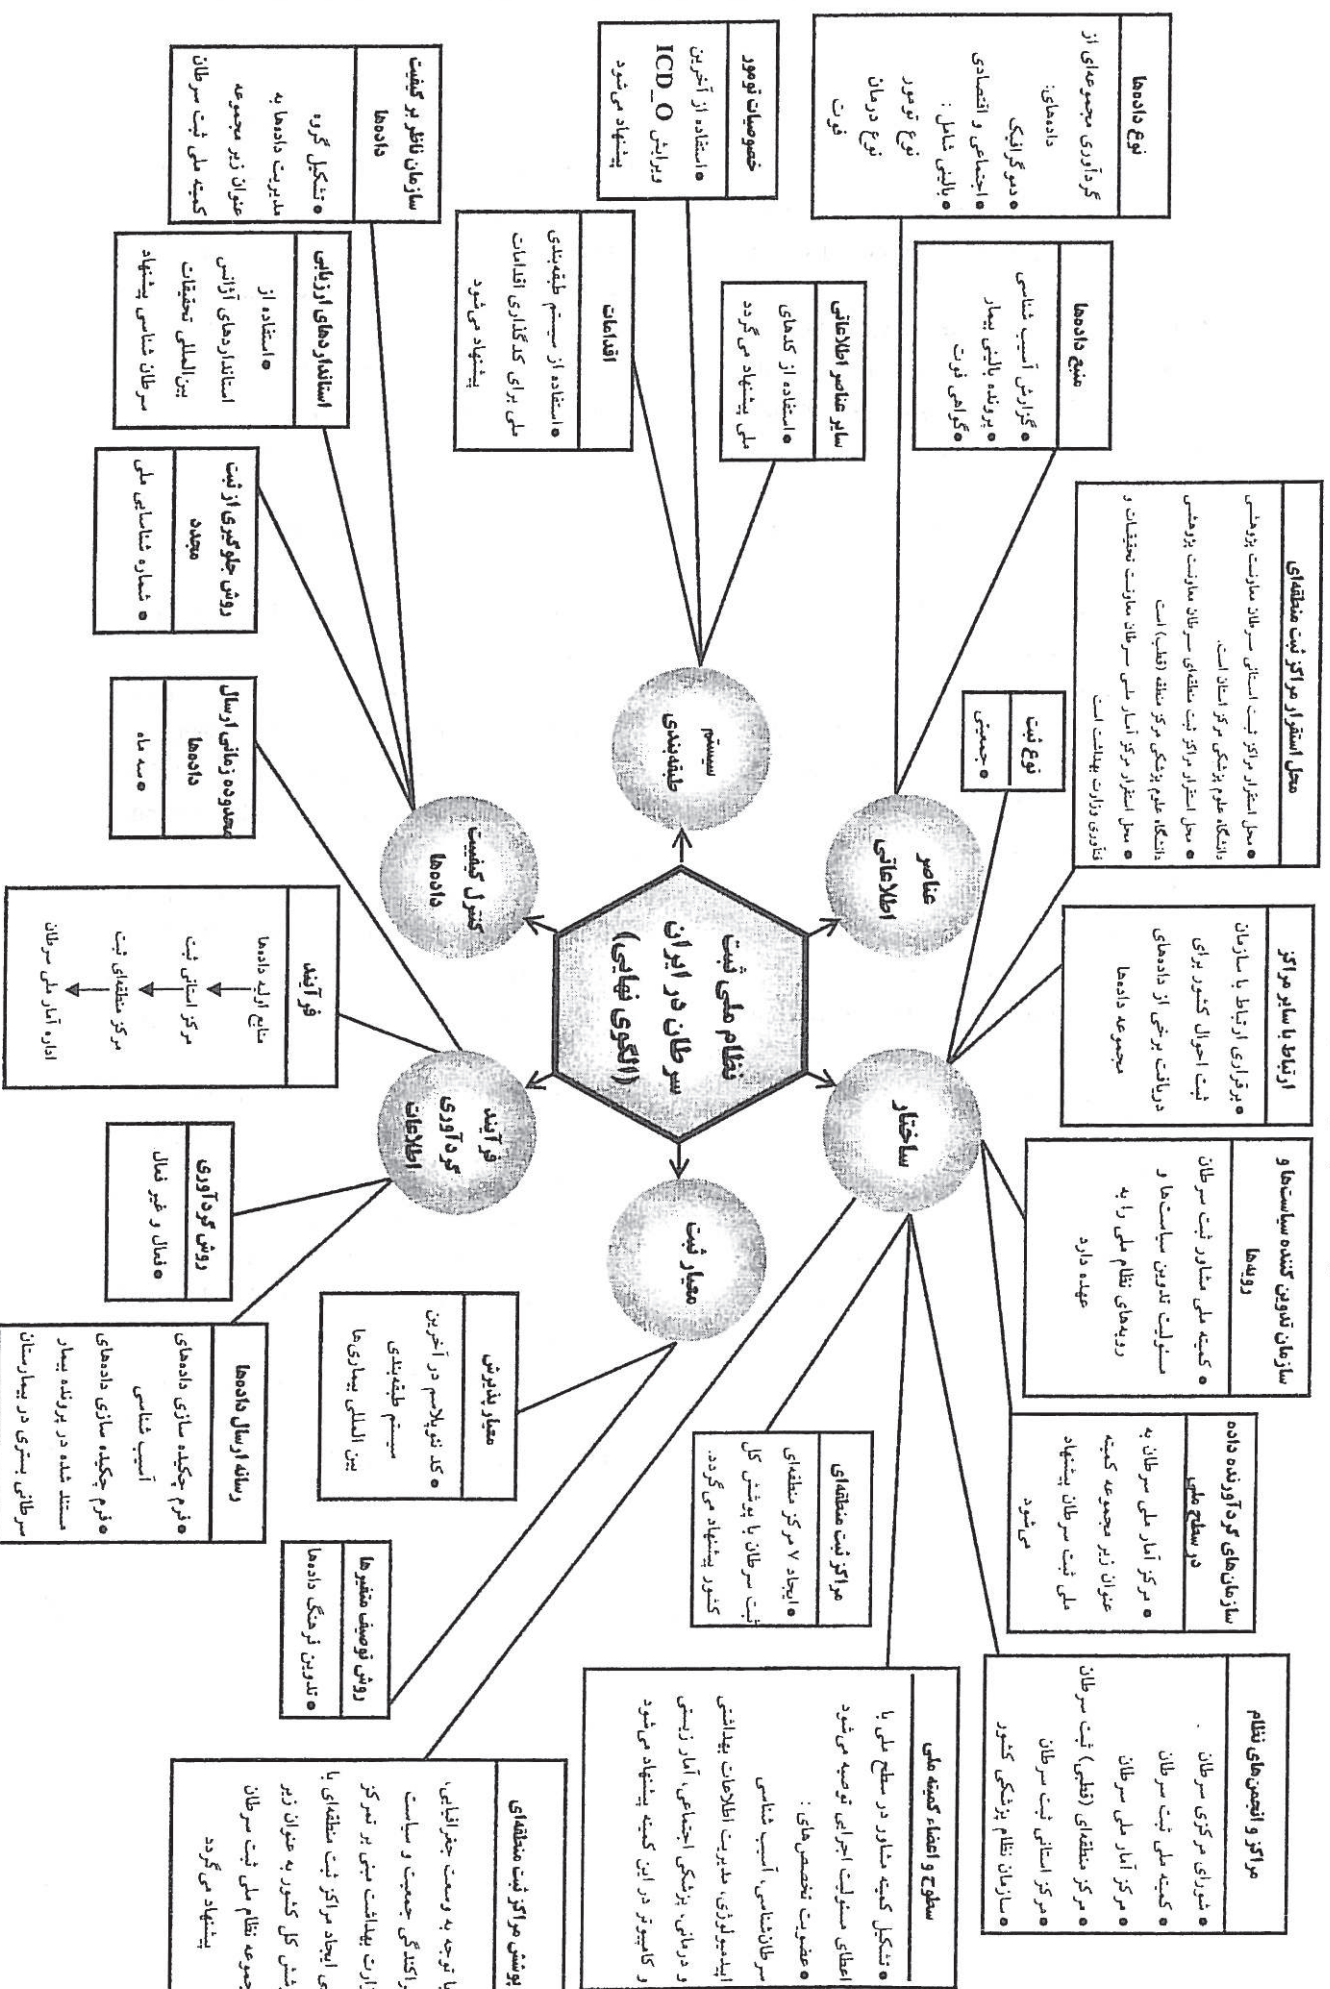 نوع داده‌ها
گردآوری مجموعه‌ای از
داده‌های:
• دموگرافیک
• اجتماعی و اقتصادی
• بالینی شامل :
نوع تومور
نوع درمان
فوت
منبع داده‌ها
• گزارش آسیب شناسی
• پرونده بالینی بیمار
• گواهی فوت
محل استقرار مراکز ثبت منطقه‌ای
• محل استقرار مراکز ثبت استانی سرطان معاونت پژوهشی
دانشگاه علوم پزشکی مرکز استان است.
• محل استقرار مراکز ثبت منطقه‌ای سرطان معاونت پژوهشی
دانشگاه علوم پزشکی مرکز منطقه (قطب) است
• محل استقرار مرکز آمار ملی سرطان معاونت تحقیقات و
فنآوری وزارت بهداشت است
نوع ثبت
• جمعیتی
ارتباط با سایر مراکز
• برقراری ارتباط با سازمان
ثبت احوال کشور برای
دریافت برخی از داده‌های
مجموعه داده‌ها
سازمان تدوین کننده سیاست‌ها و
رویه‌ها
• کمیته ملی مشاور ثبت سرطان
مسئولیت تدوین سیاست‌ها و
رویه‌های نظام ملی را به
عهده دارد
سازمان‌های گردآورنده داده
در سطح ملی
• مرکز آمار ملی سرطان به
عنوان زیر مجموعه کمیته
ملی ثبت سرطان پیشنهاد
می‌شود
مراکز و انجمن‌های نظام
• شورای مرکزی سرطان
• کمیته ملی ثبت سرطان
• مرکز آمار ملی سرطان
• مرکز منطقه‌ای (قطبی) ثبت سرطان
• مرکز استانی ثبت سرطان
• سازمان نظام پزشکی کشور
خصوصیات تومور
• استفاده از آخرین
ویرایش ICD_O
پیشنهاد می‌شود
سایر عناصر اطلاعاتی
• استفاده از کدهای
ملی پیشنهاد می‌گردد
اقدامات
• استفاده از سیستم طبقه‌بندی
ملی برای کدگذاری اقدامات
پیشنهاد می‌شود
عناصر
اطلاعاتی
ساختار
سیستم
طبقه‌بندی
نظام ملی ثبت
سرطان در ایران
(الگوی نهایی)
معیار ثبت
کنترل کیفیت
داده‌ها
فرآیند
گردآوری
اطلاعات
مراکز ثبت منطقه‌ای
• ایجاد ۷ مرکز منطقه‌ای
ثبت سرطان با پوشش کل
کشور پیشنهاد می گردد.
سطوح و اعضاء کمیته ملی
• تشکیل کمیته مشاور در سطح ملی با
اعطای مسئولیت اجرایی توصیه می‌شود
• عضویت تخصص‌های :
سرطان‌شناسی، آسیب شناسی
اپیدمیولوژی، مدیریت اطلاعات بهداشتی
و درمانی، پزشکی اجتماعی، آمار زیستی
و کامپیوتر در این کمیته پیشنهاد می‌شود
سازمان ناظر بر کیفیت
داده‌ها
• تشکیل گروه
مدیریت داده‌ها به
عنوان زیر مجموعه
کمیته ملی ثبت سرطان
استانداردهای ارزیابی
• استفاده از
استانداردهای آژانس
بین‌المللی تحقیقات
سرطان شناسی پیشنهاد
روش جلوگیری از ثبت
مجدد
• شماره شناسایی ملی
محدوده زمانی ارسال
داده‌ها
• سه ماه
فرآیند
منابع اولیه داده‌ها
مرکز استانی ثبت
مرکز منطقه‌ای ثبت
اداره آمار ملی سرطان
روش گردآوری
• فعال و غیر فعال
رسانه ارسال داده‌ها
• فرم چکیده سازی داده‌های
آسیب شناسی
• فرم چکیده سازی داده‌های
مستند شده در پرونده بیمار
سرطانی بستری در بیمارستان
معیار پذیرش
• کد نئوپلاسم در آخرین
سیستم طبقه‌بندی
بین المللی بیماری‌ها
روش توصیف متغیرها
• تدوین فرهنگ داده‌ها
پوشش مراکز ثبت منطقه‌ای
با توجه به وسعت جغرافیایی،
جمعیت و سیاست
بهداشت مبنی بر تمرکز
ایجاد مراکز ثبت منطقه‌ای با
کل کشور به عنوان زیر
نظام ملی ثبت سرطان
پیشنهاد می‌گردد